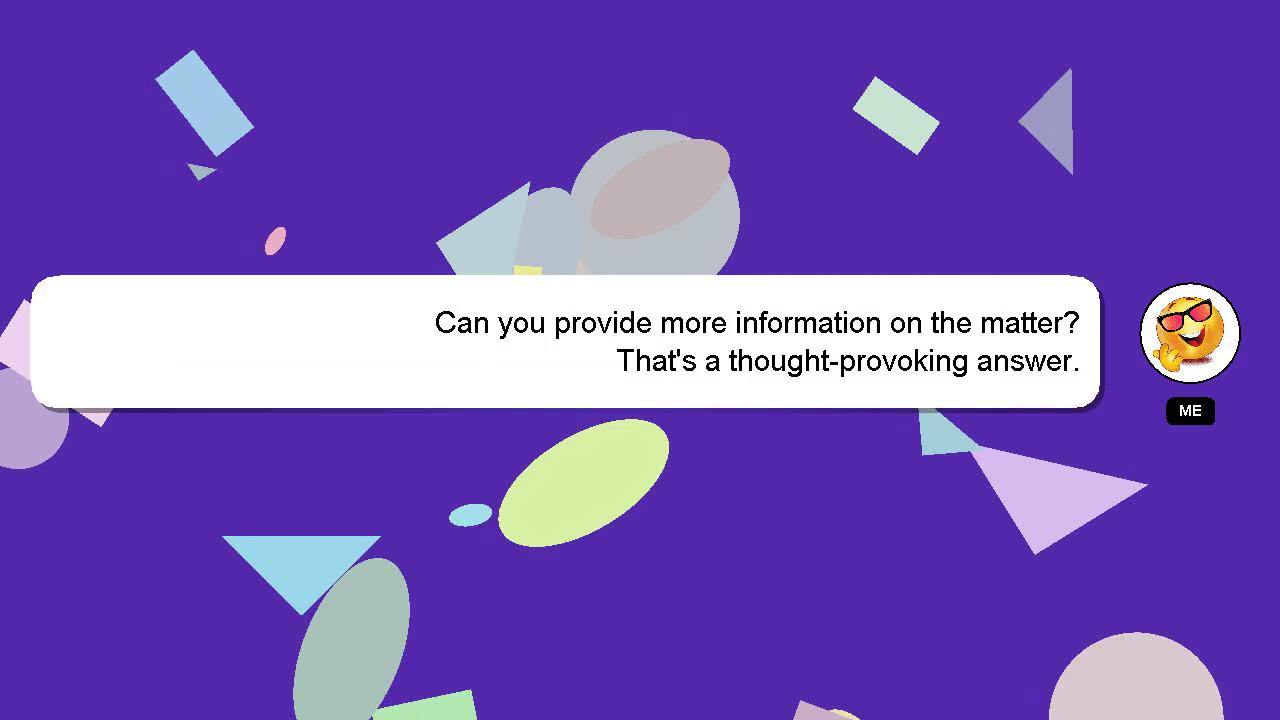 Can you provide more information on the matter?
That's a thought-provoking answer.
ME